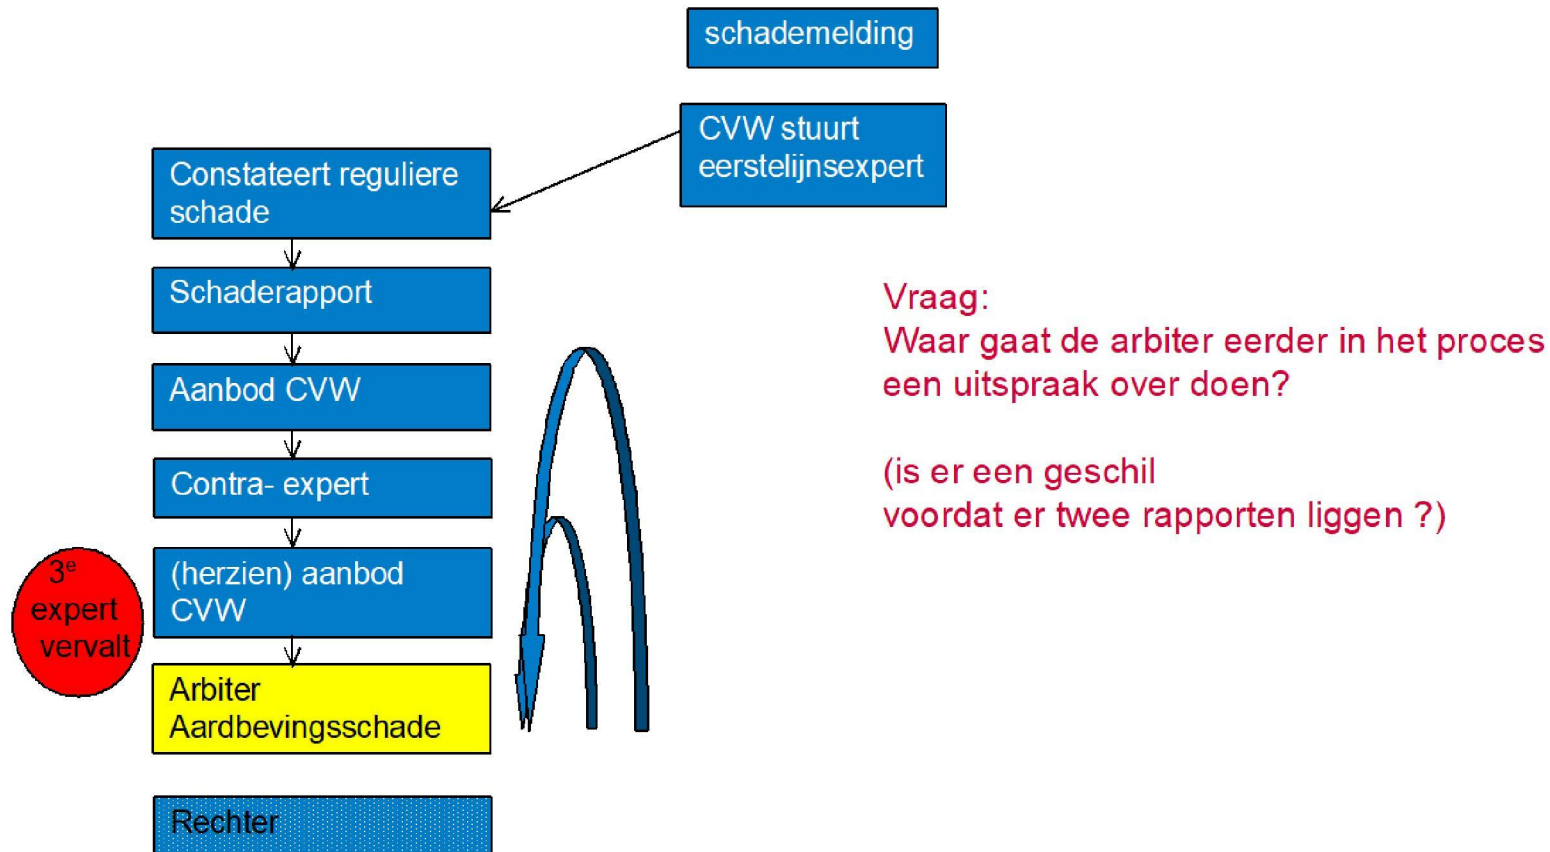 schademelding
CVW stuurt
eerstelijnsexpert
Constateert reguliere
schade
Schaderapport
Aanbod CVW
Contra- expert
(herzien) aanbod
CVW
3e
expert
vervalt
Arbiter
Aardbevingsschade
Rechter
Vraag:
Waar gaat de arbiter eerder in het proces
een uitspraak over doen?
(is er een geschil
voordat er twee rapporten liggen ?)